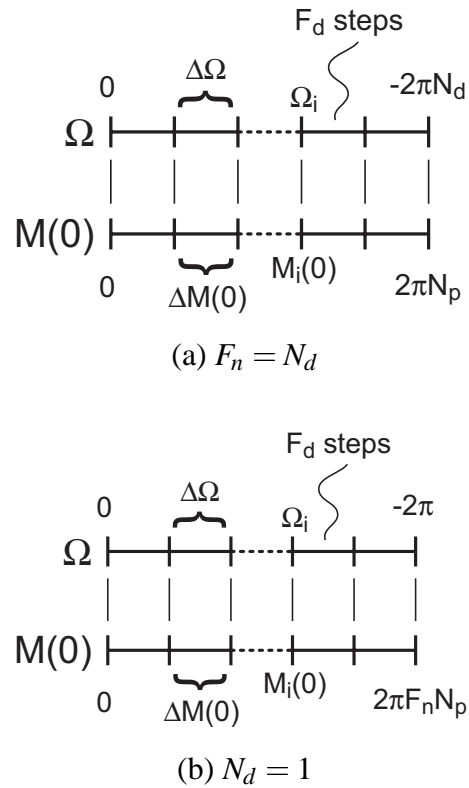 F_d steps
0 ΔΩ Ω_i -2πN_d
Ω
M(0)
0 ΔM(0) M_i(0) 2πN_p
(a) F_n = N_d
F_d steps
0 ΔΩ Ω_i -2π
Ω
M(0)
0 ΔM(0) M_i(0) 2πF_nN_p
(b) N_d = 1